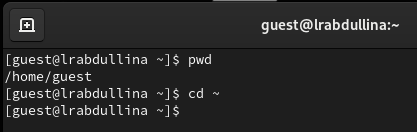 guest@lrabdullina:~
[guest@lrabdullina ~]$ pwd
/home/guest
[guest@lrabdullina ~]$ cd ~
[guest@lrabdullina ~]$